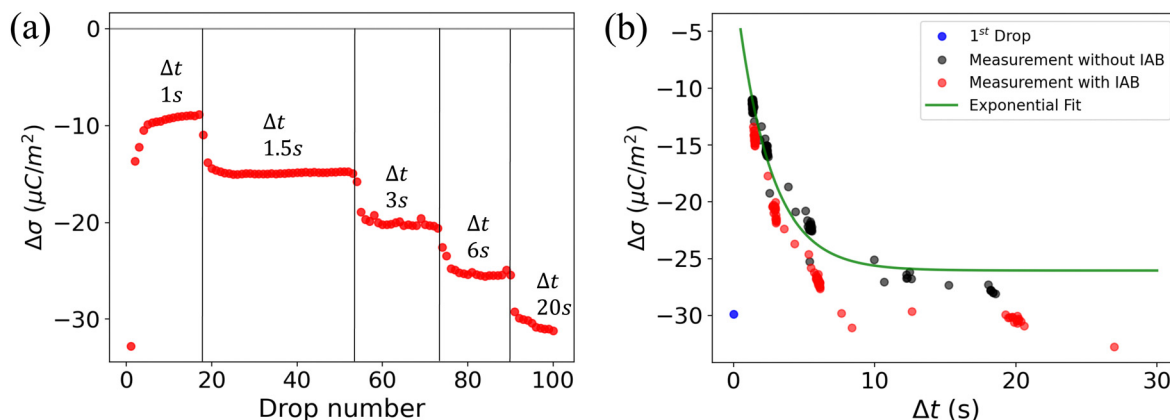 (a)
Δσ (μC/m²)
0
−10
−20
−30
Δt
1s
Δt
1.5s
Δt
3s
Δt
6s
Δt
20s
0
20
40
60
80
100
Drop number
(b)
Δσ (μC/m²)
−5
−10
−15
−20
−25
−30
1ˢᵗ Drop
Measurement without IAB
Measurement with IAB
Exponential Fit
0
10
20
30
Δt (s)